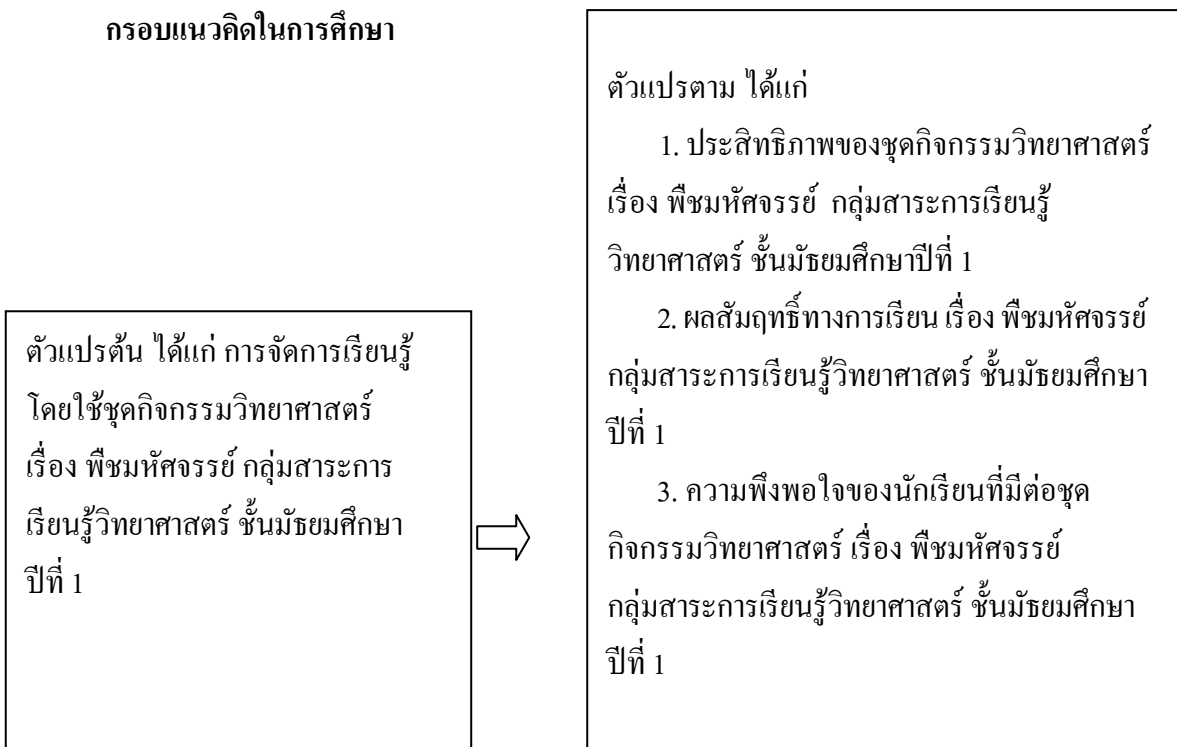 กรอบแนวคิดในการศึกษา
ตัวแปรต้น ได้แก่ การจัดการเรียนรู้
โดยใช้ชุดกิจกรรมวิทยาศาสตร์
เรื่อง พืชมหัศจรรย์ กลุ่มสาระการ
เรียนรู้วิทยาศาสตร์ ชั้นมัธยมศึกษา
ปีที่ 1
ตัวแปรตาม ได้แก่
1. ประสิทธิภาพของชุดกิจกรรมวิทยาศาสตร์
เรื่อง พืชมหัศจรรย์ กลุ่มสาระการเรียนรู้
วิทยาศาสตร์ ชั้นมัธยมศึกษาปีที่ 1
2. ผลสัมฤทธิ์ทางการเรียน เรื่อง พืชมหัศจรรย์
กลุ่มสาระการเรียนรู้วิทยาศาสตร์ ชั้นมัธยมศึกษา
ปีที่ 1
3. ความพึงพอใจของนักเรียนที่มีต่อชุด
กิจกรรมวิทยาศาสตร์ เรื่อง พืชมหัศจรรย์
กลุ่มสาระการเรียนรู้วิทยาศาสตร์ ชั้นมัธยมศึกษา
ปีที่ 1